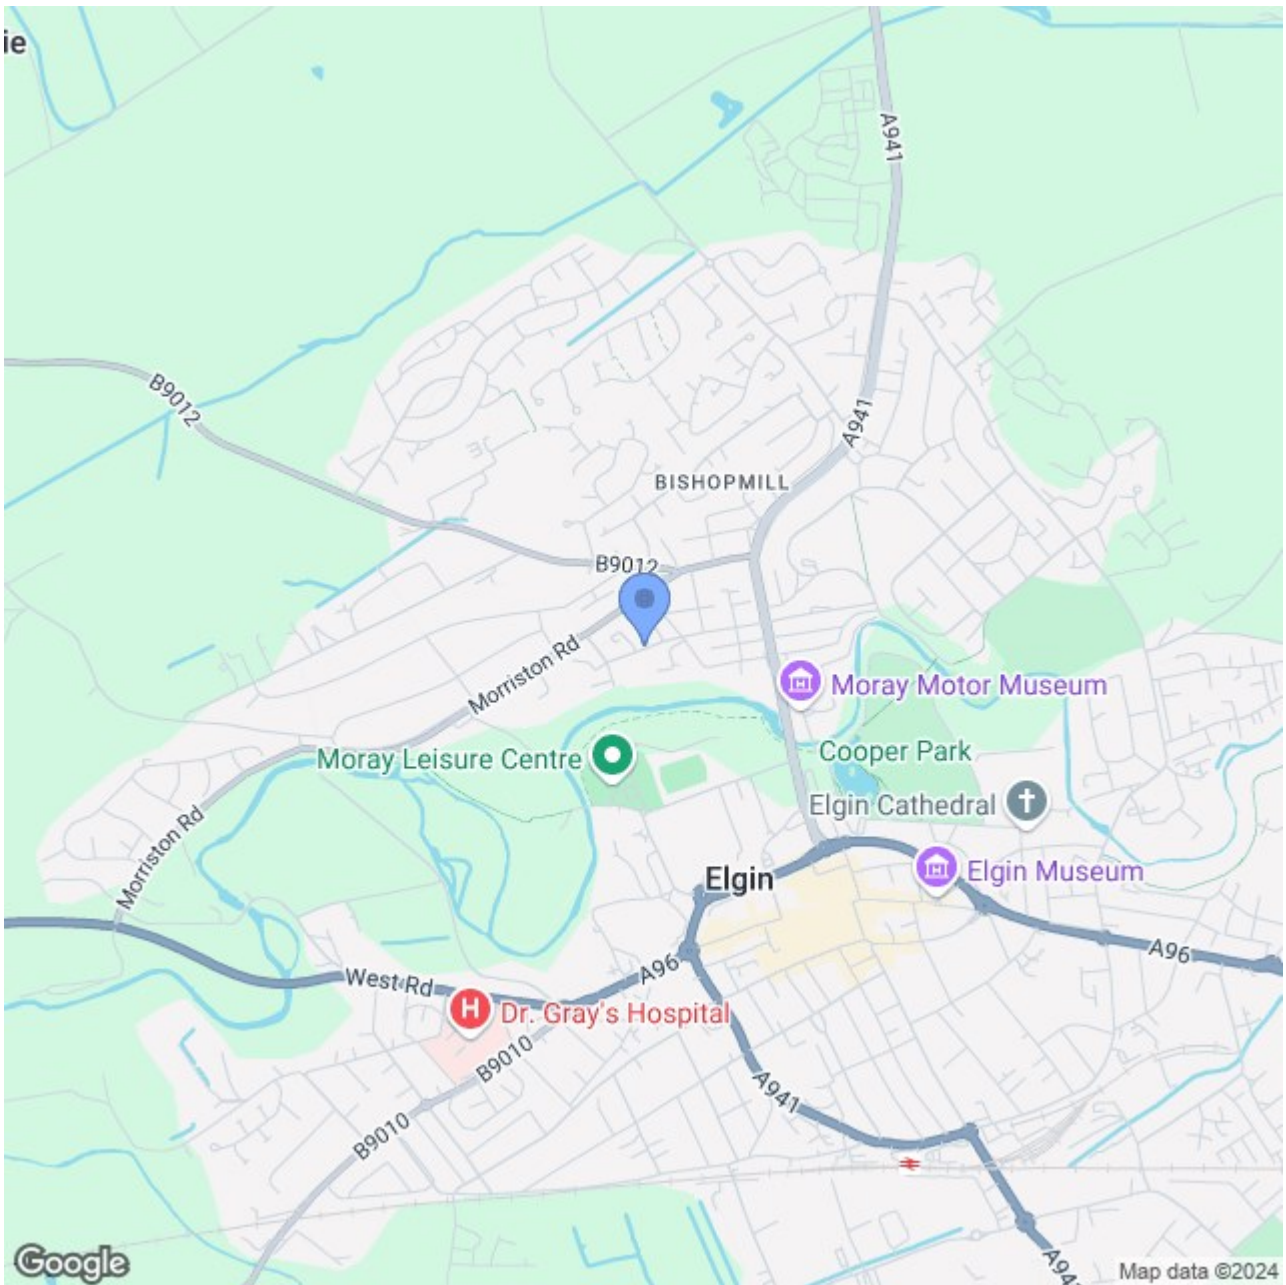 ie
A941
B9012
A941
BISHOPMILL
B9012
Morriston Rd
Moray Motor Museum
Moray Leisure Centre
Cooper Park
Elgin Cathedral
Morriston Rd
Elgin
Elgin Museum
A96
A96
West Rd
H
Dr. Gray's Hospital
B9010
A941
B9010
A94
Google
Map data ©2024